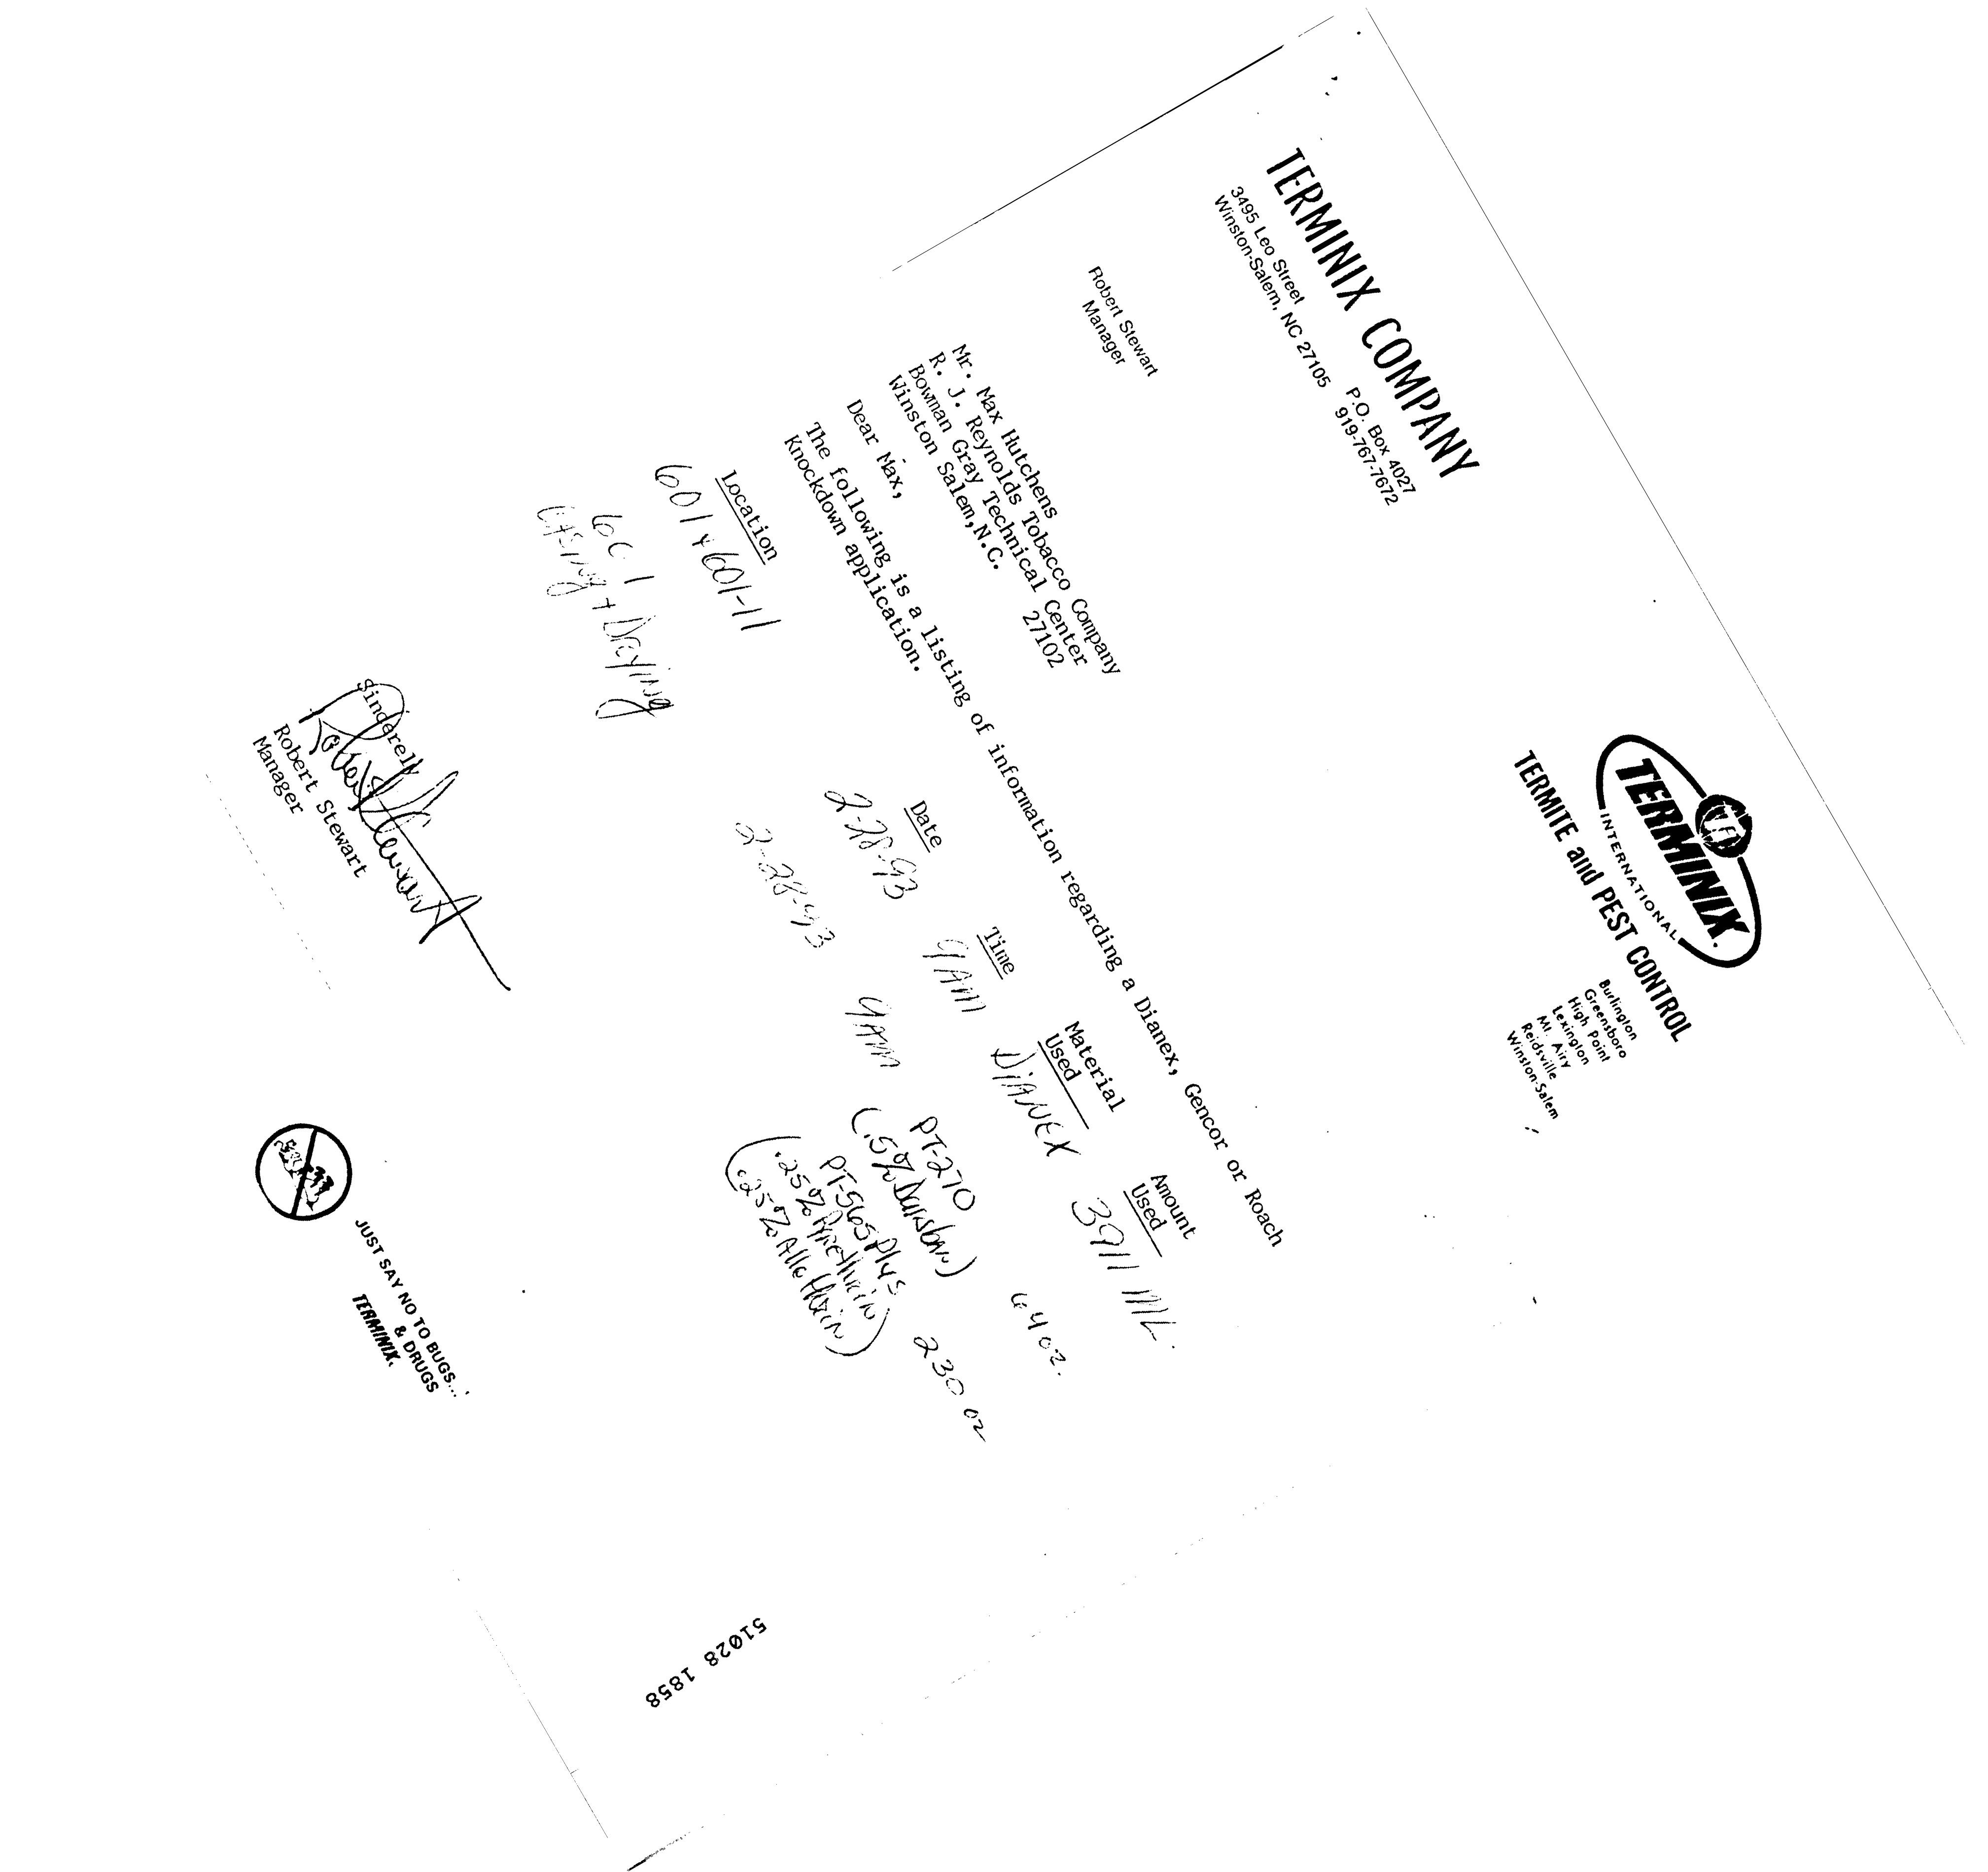 TERMINIX COMPANY
3495 Leo Street P.O. Box 4027
Winston-Salem, NC 27105 919-767-7672
TERMINIX.
INTERNATIONAL
TERMITE and PEST CONTROL
Burlington
Greensboro
High Point
Lexington
Mt. Airy
Reidsville
Winston-Salem
Robert Stewart
Manager
Mr. Max Hutchens
R. J. Reynolds Tobacco Company
Bowman Gray Technical Center
Winston Salem, N.C. 27102
Dear Max,
The following is a listing of information regarding a Dianex, Gencor or Roach
Knockdown application.
Location Date Time Material Used Amount Used
601 + 601-11 2-28-93 9AM DIANEX 3911 ML.
601 2-28-93 9AM PT-270 64 oz.
Casing + Drying (.5% Dursban)
PT-565 Plus 230 oz
(.25% Pyrethrin
.25% Allethrin)
Sinderely
Robert Stewart
Robert Stewart
Manager
JUST SAY NO TO BUGS...
& DRUGS
TERMINIX.
51028 1858